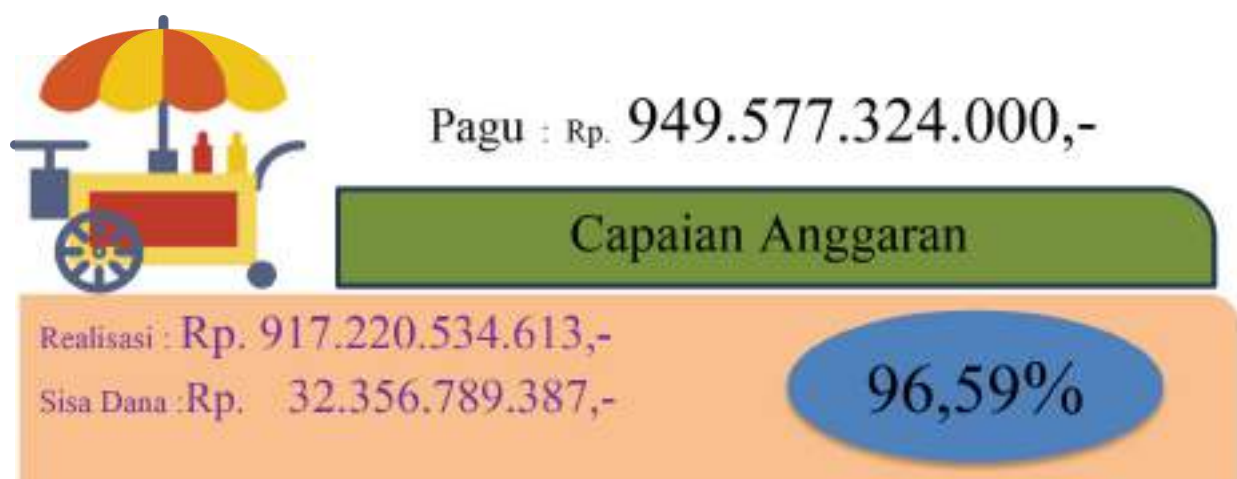 Pagu : Rp. 949.577.324.000,-
Capaian Anggaran
Realisasi : Rp. 917.220.534.613,-
96,59%
Sisa Dana :Rp. 32.356.789.387,-